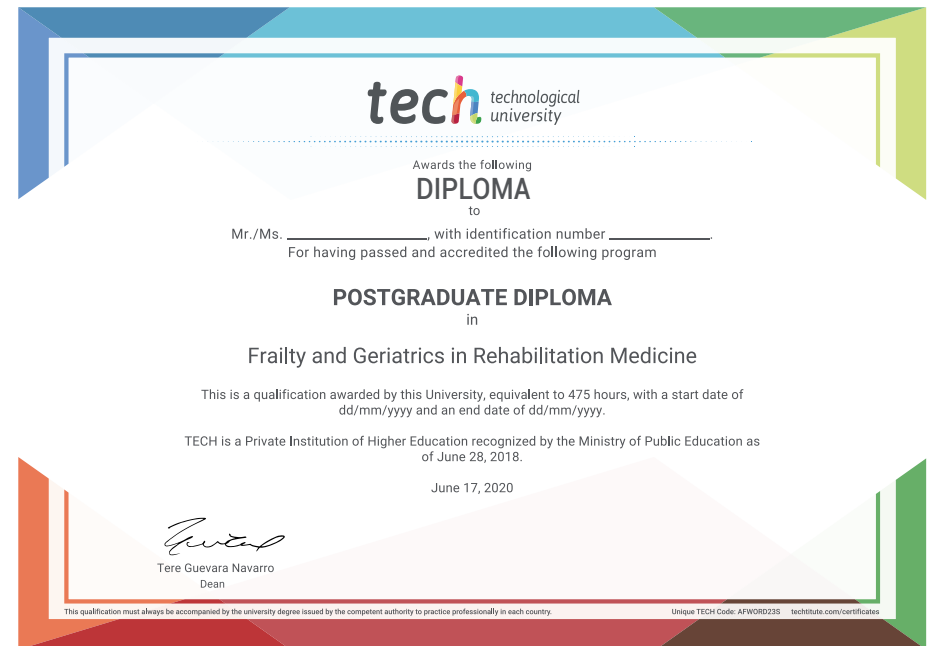 tech technological
university
Awards the following
DIPLOMA
to
Mr./Ms. ____________________, with identification number ______________.
For having passed and accredited the following program
POSTGRADUATE DIPLOMA
in
Frailty and Geriatrics in Rehabilitation Medicine
This is a qualification awarded by this University, equivalent to 475 hours, with a start date of
dd/mm/yyyy and an end date of dd/mm/yyyy.
TECH is a Private Institution of Higher Education recognized by the Ministry of Public Education as
of June 28, 2018.
June 17, 2020
Tere Guevara Navarro
Dean
This qualification must always be accompanied by the university degree issued by the competent authority to practice professionally in each country. Unique TECH Code: AFWORD23S techtitute.com/certificates